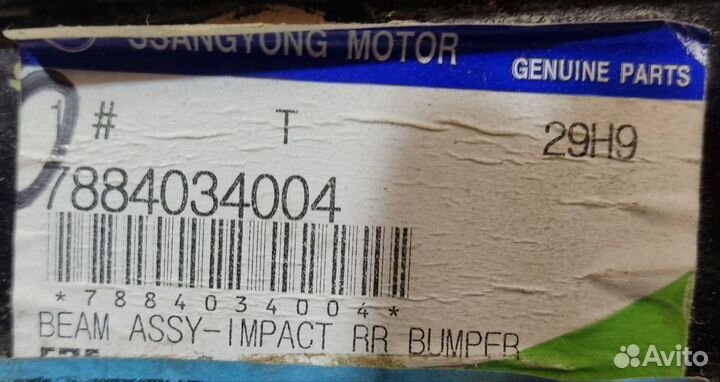 SSANGYONG MOTOR
GENUINE PARTS
1 # T 29H9
7884034004
*7884034004*
BEAM ASSY-IMPACT RR BUMPER
Avito